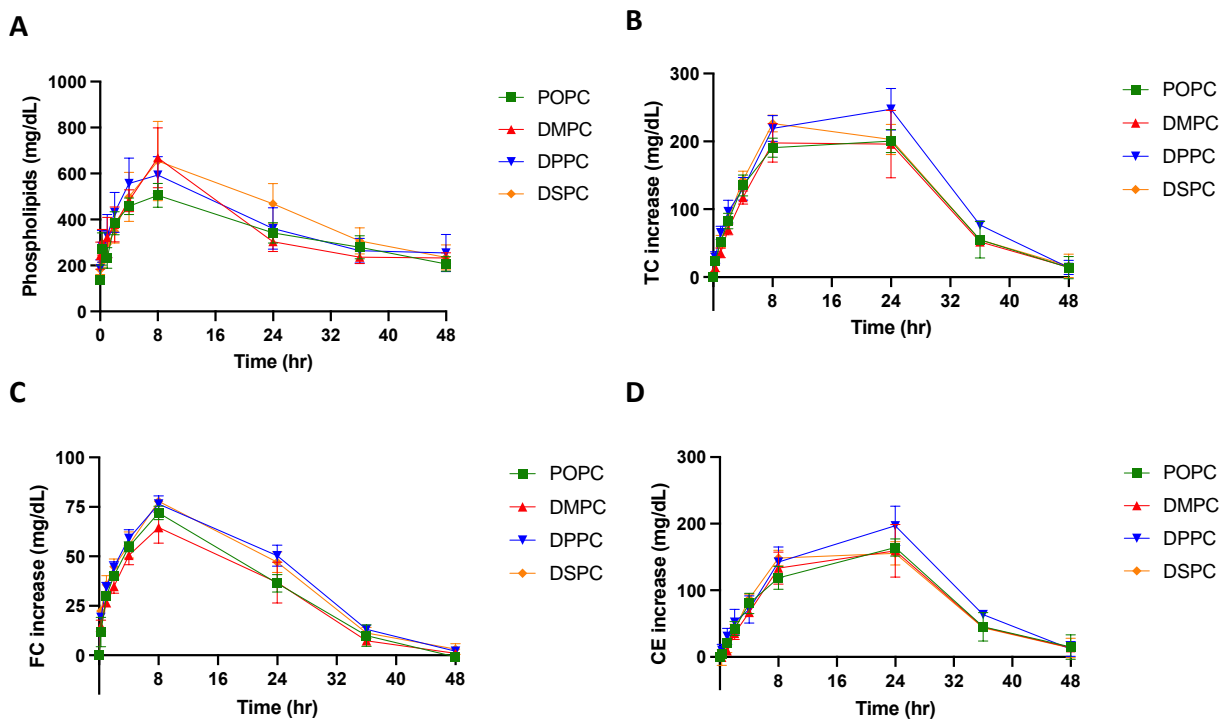 A
Phospholipids (mg/dL)
1000
800
600
400
200
0
0 8 16 24 32 40 48
Time (hr)
POPC
DMPC
DPPC
DSPC
B
TC increase (mg/dL)
300
200
100
0
8 16 24 32 40 48
Time (hr)
POPC
DMPC
DPPC
DSPC
C
FC increase (mg/dL)
100
75
50
25
0
8 16 24 32 40 48
Time (hr)
POPC
DMPC
DPPC
DSPC
D
CE increase (mg/dL)
300
200
100
0
8 16 24 32 40 48
Time (hr)
POPC
DMPC
DPPC
DSPC